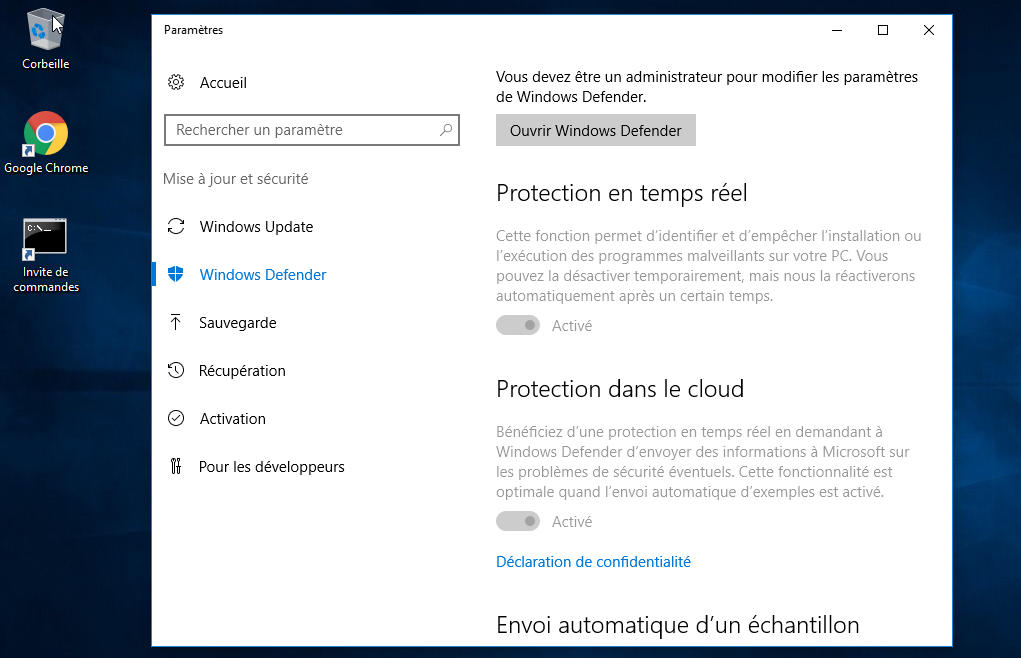 Corbeille
Google Chrome
C:\._
Invite de
commandes
Paramètres
Accueil
Rechercher un paramètre
Mise à jour et sécurité
Windows Update
Windows Defender
Sauvegarde
Récupération
Activation
Pour les développeurs
Vous devez être un administrateur pour modifier les paramètres
de Windows Defender.
Ouvrir Windows Defender
Protection en temps réel
Cette fonction permet d’identifier et d’empêcher l’installation ou
l’exécution des programmes malveillants sur votre PC. Vous
pouvez la désactiver temporairement, mais nous la réactiverons
automatiquement après un certain temps.
Activé
Protection dans le cloud
Bénéficiez d’une protection en temps réel en demandant à
Windows Defender d’envoyer des informations à Microsoft sur
les problèmes de sécurité éventuels. Cette fonctionnalité est
optimale quand l’envoi automatique d’exemples est activé.
Activé
Déclaration de confidentialité
Envoi automatique d’un échantillon